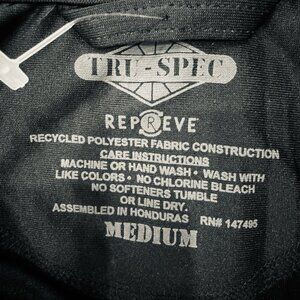 TRU-SPEC
REPREVE
RECYCLED POLYESTER FABRIC CONSTRUCTION
CARE INSTRUCTIONS
MACHINE OR HAND WASH • WASH WITH
LIKE COLORS • NO CHLORINE BLEACH
NO SOFTENERS TUMBLE
OR LINE DRY.
ASSEMBLED IN HONDURAS RN# 147495
MEDIUM